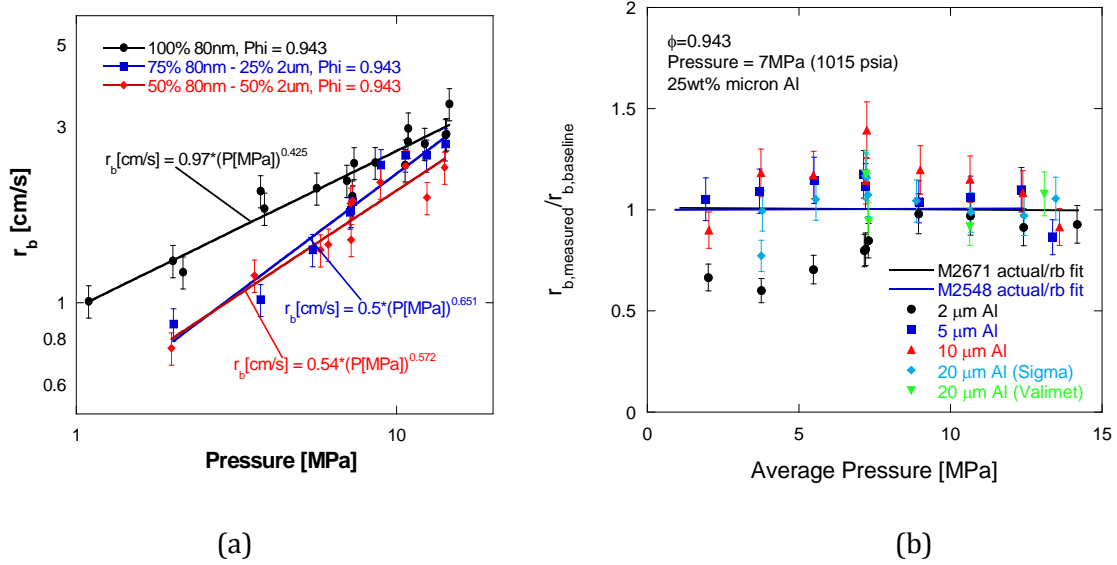 5
3
1
0.8
0.6
r_b [cm/s]
100% 80nm, Phi = 0.943
75% 80nm - 25% 2um, Phi = 0.943
50% 80nm - 50% 2um, Phi = 0.943
r_b[cm/s] = 0.97*(P[MPa])^0.425
r_b[cm/s] = 0.5*(P[MPa])^0.651
r_b[cm/s] = 0.54*(P[MPa])^0.572
1
10
Pressure [MPa]
(a)
2
1.5
1
0.5
0
r_b,measured/r_b,baseline
ϕ=0.943
Pressure = 7MPa (1015 psia)
25wt% micron Al
M2671 actual/rb fit
M2548 actual/rb fit
2 μm Al
5 μm Al
10 μm Al
20 μm Al (Sigma)
20 μm Al (Valimet)
0
5
10
15
Average Pressure [MPa]
(b)